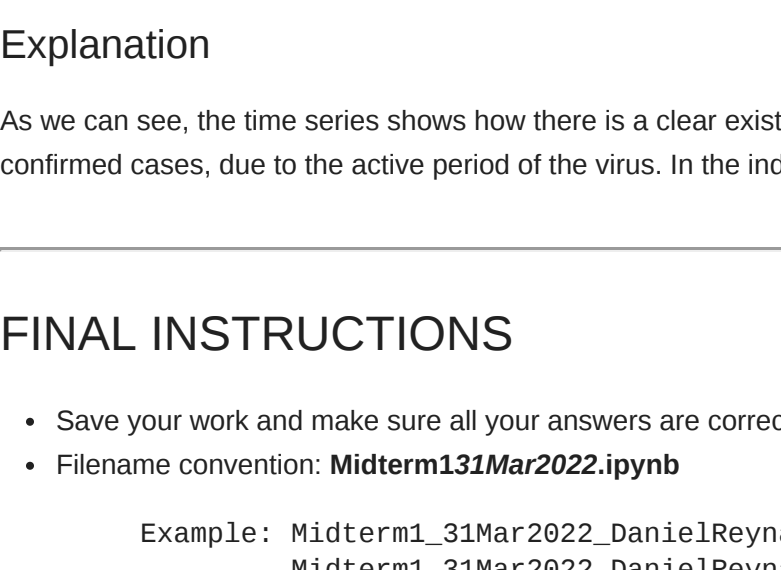 Explanation
As we can see, the time series shows how there is a clear exist
confirmed cases, due to the active period of the virus. In the ind
FINAL INSTRUCTIONS
• Save your work and make sure all your answers are correc
• Filename convention: Midterm131Mar2022.ipynb
Example: Midterm1_31Mar2022_DanielReyna
Midterm1_31Mar2022_DanielReyna